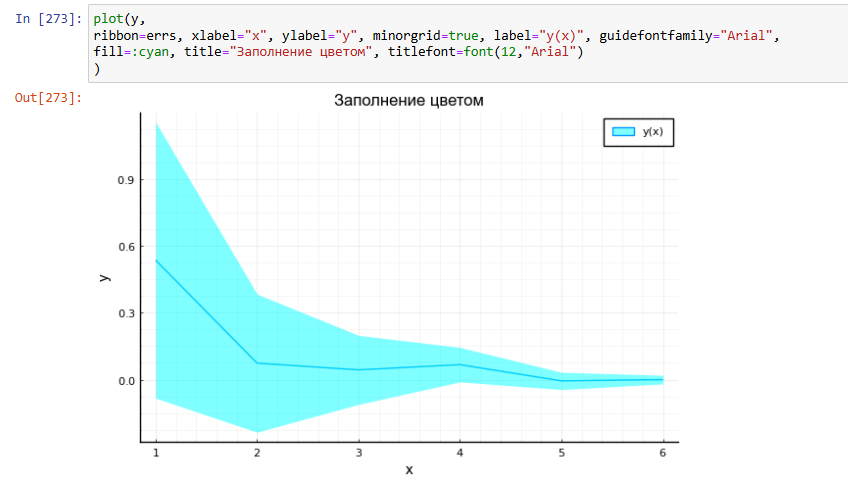 In [273]: plot(y,
ribbon=errs, xlabel="x", ylabel="y", minorgrid=true, label="y(x)", guidefontfamily="Arial",
fill=:cyan, title="Заполнение цветом", titlefont=font(12,"Arial")
)
Out[273]:
Заполнение цветом
y(x)
0.9
0.6
0.3
0.0
y
1 2 3 4 5 6
x